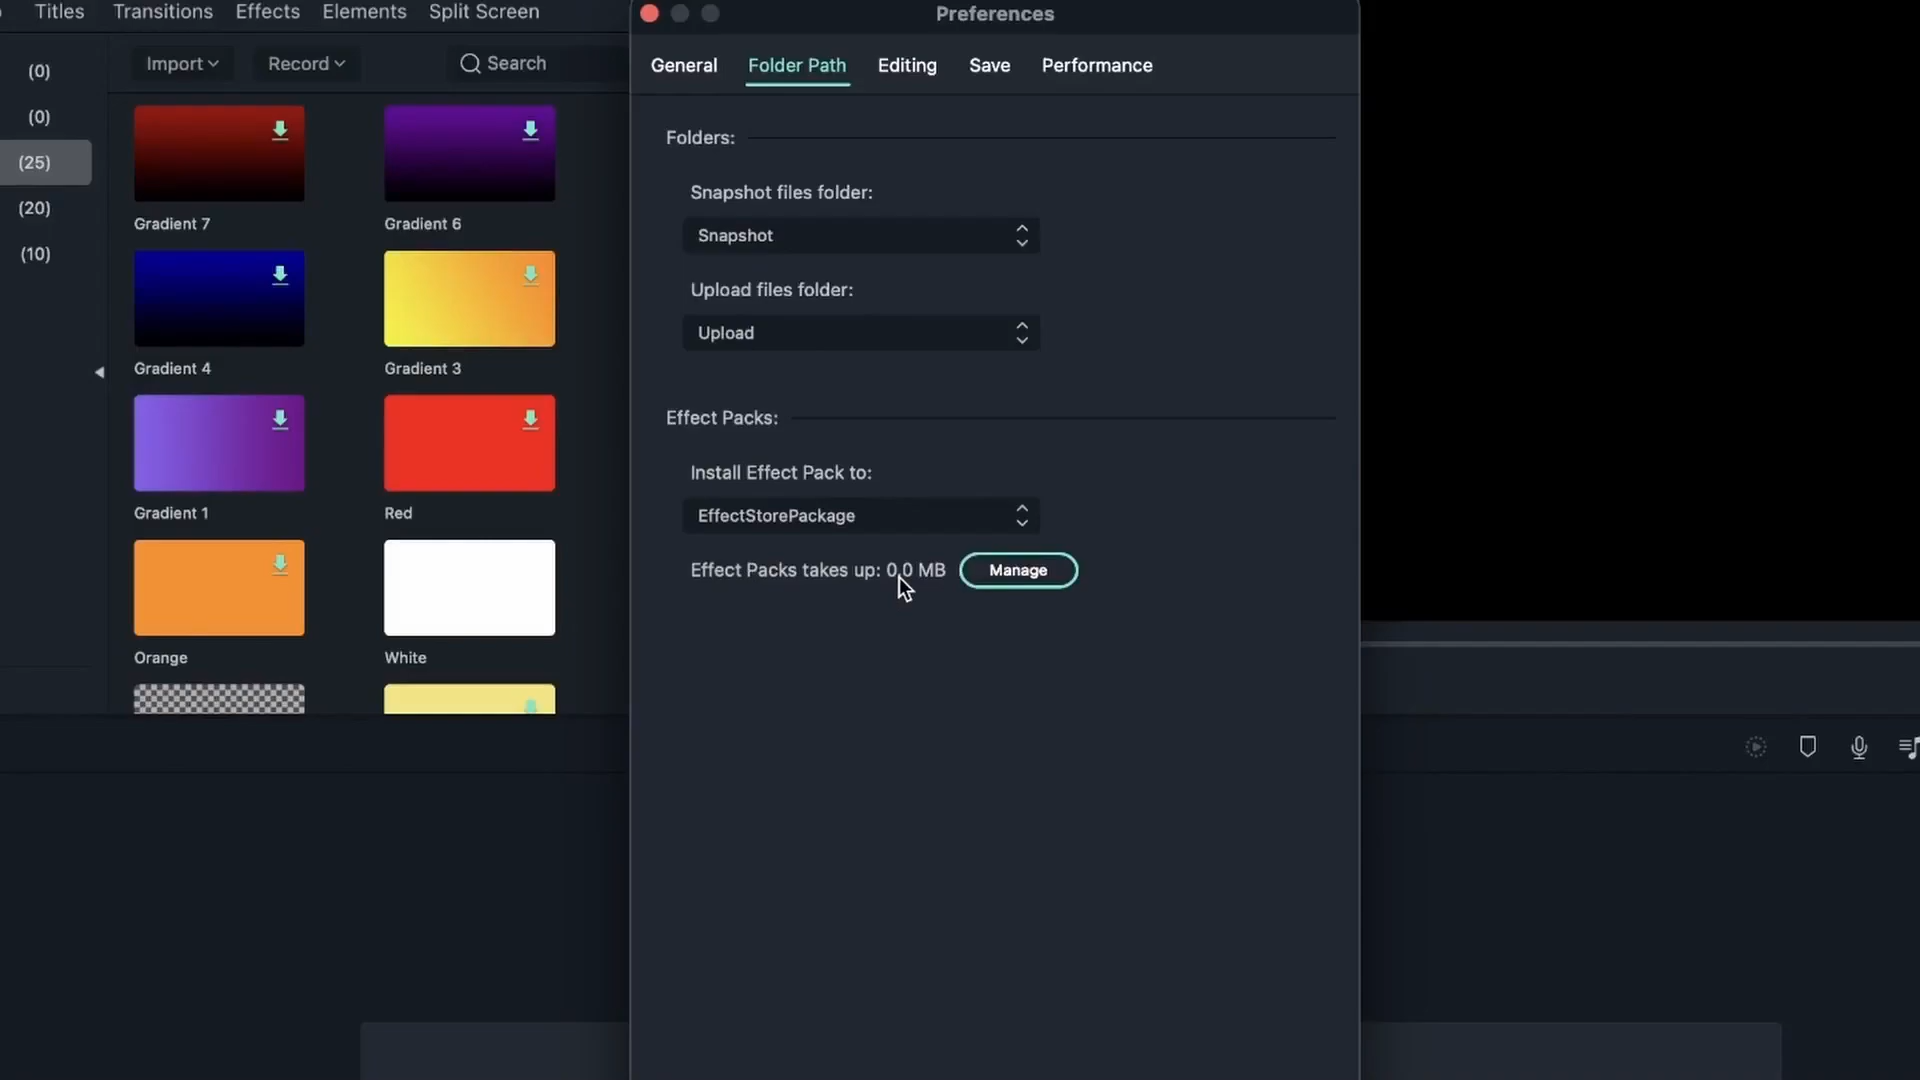 Titles Transitions Effects Elements Split Screen
Import Record Search
(0)
(0)
(25)
(20)
(10)
Gradient 7
Gradient 6
Gradient 4
Gradient 3
Gradient 1
Red
Orange
White
Preferences
General Folder Path Editing Save Performance
Folders:
Snapshot files folder:
Snapshot
Upload files folder:
Upload
Effect Packs:
Install Effect Pack to:
EffectStorePackage
Effect Packs takes up: 0.0 MB Manage